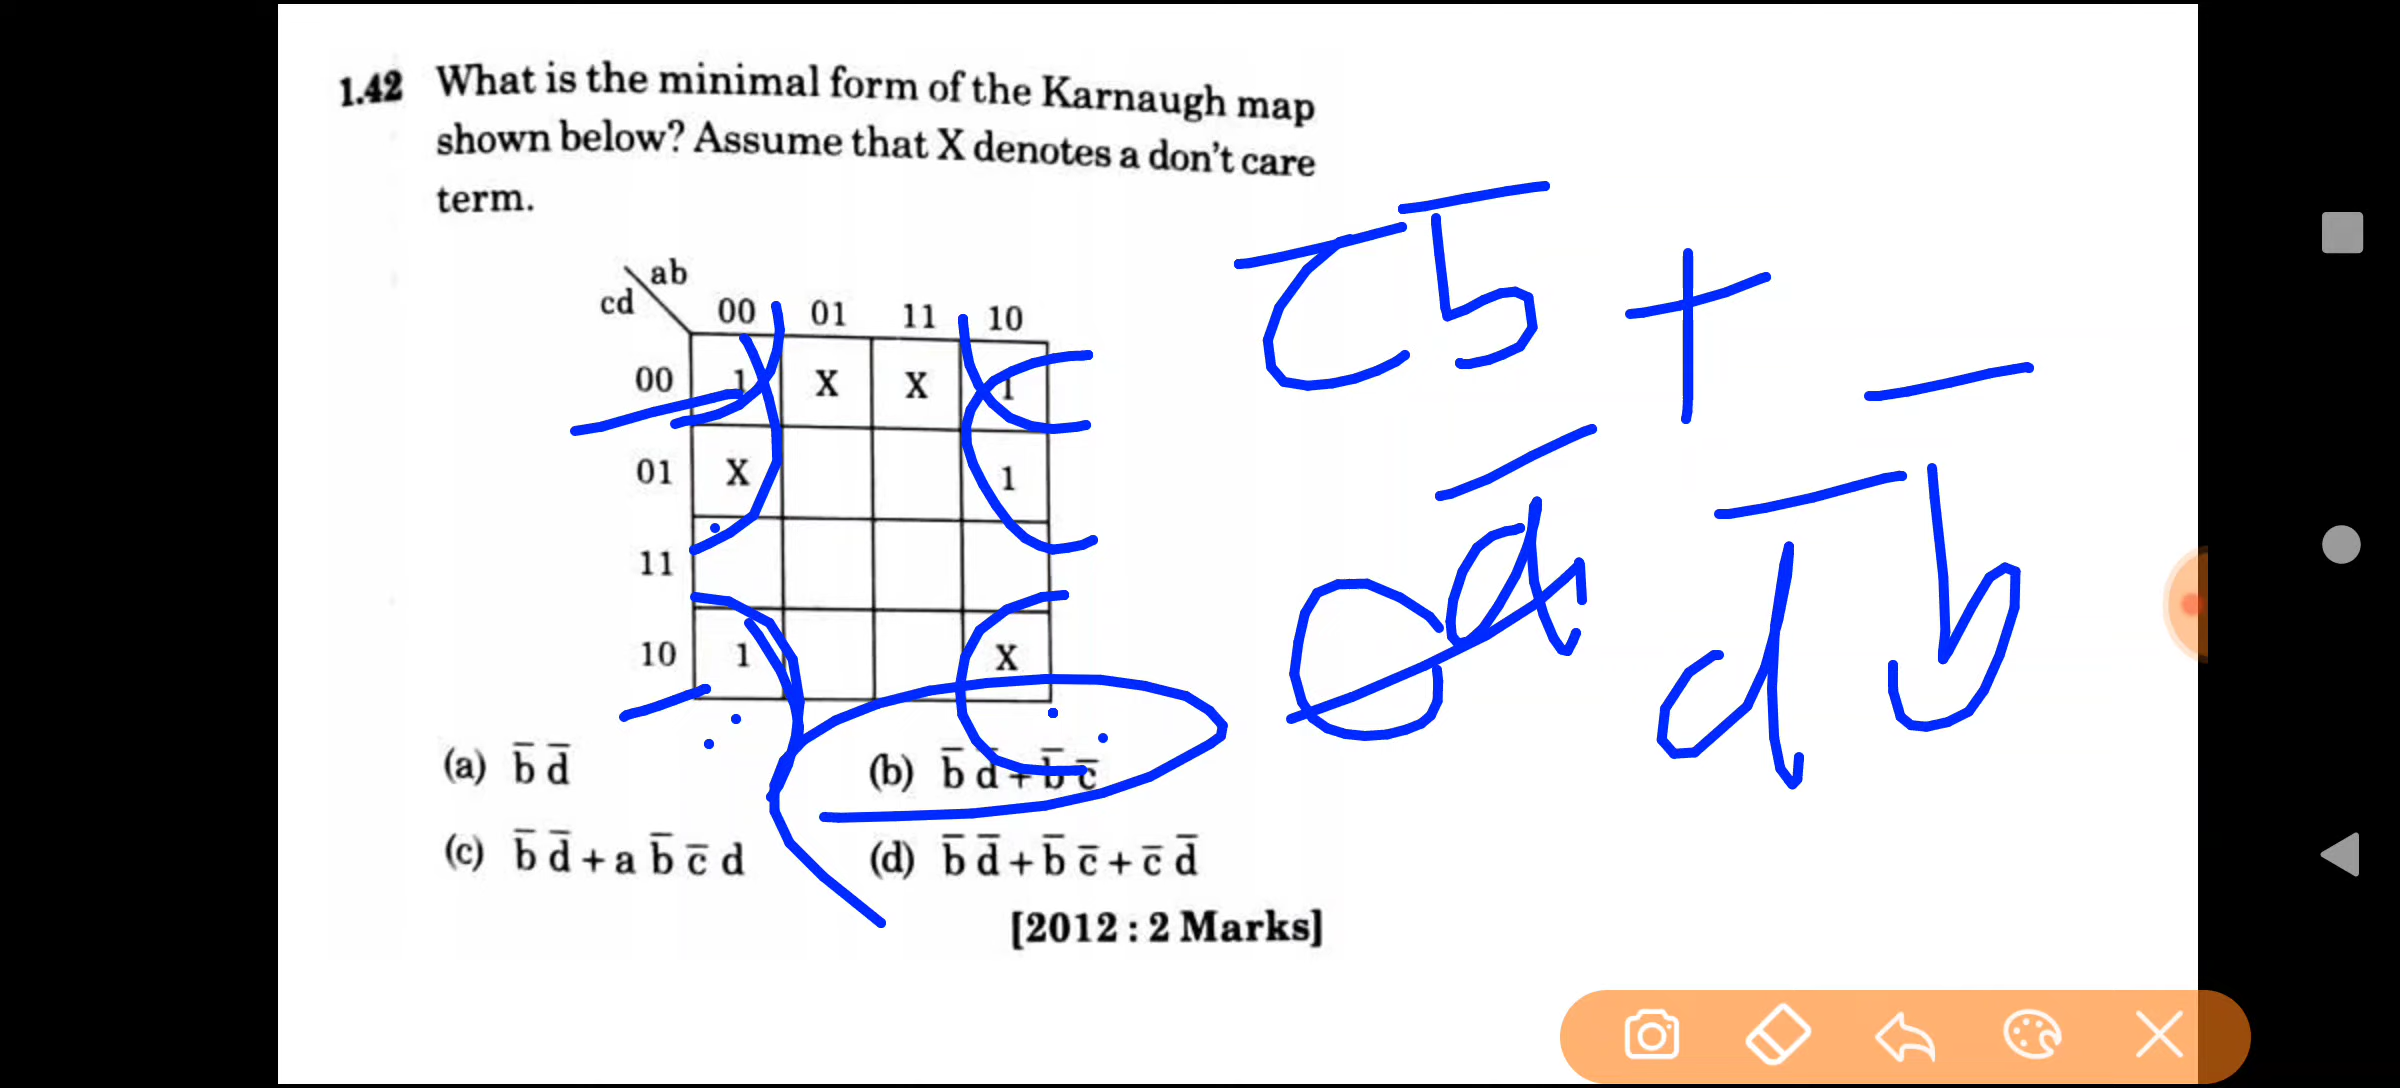 1.42 What is the minimal form of the Karnaugh map
shown below? Assume that X denotes a don't care
term.
ab
cd
00 01 11 10
00 1 X X 1
01 X 1
11
10 1 X
(a) b̅ d̅ (b) b̅ d̅ + b̅ c̅
(c) b̅ d̅ + a b̅ c̅ d (d) b̅ d̅ + b̅ c̅ + c̅ d̅
[2012 : 2 Marks]
c̅ b̅ +
d̅ b̅